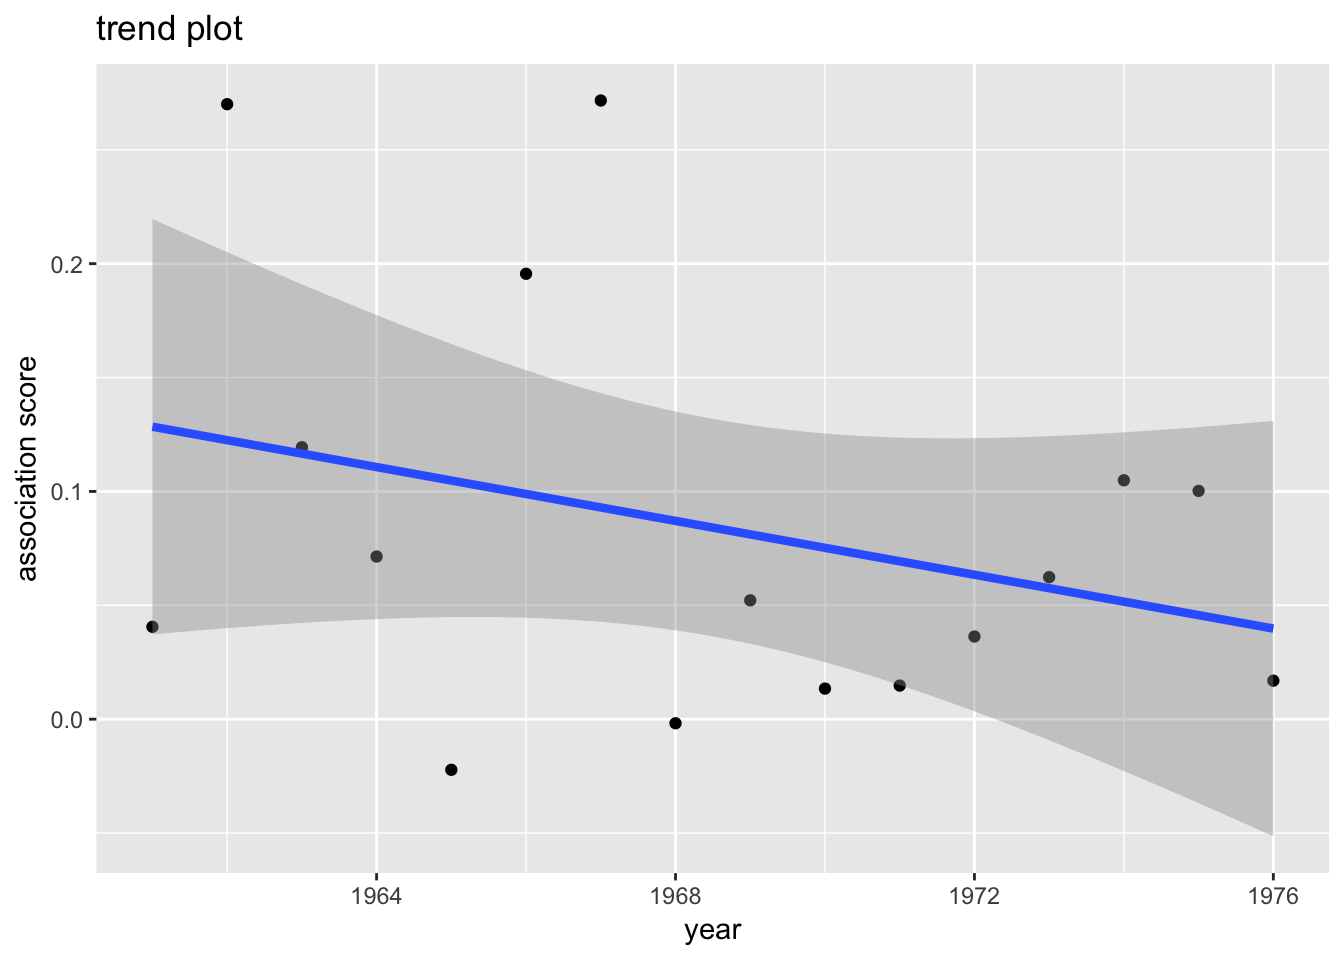 trend plot
association score
0.2
0.1
0.0
1964 1968 1972 1976
year